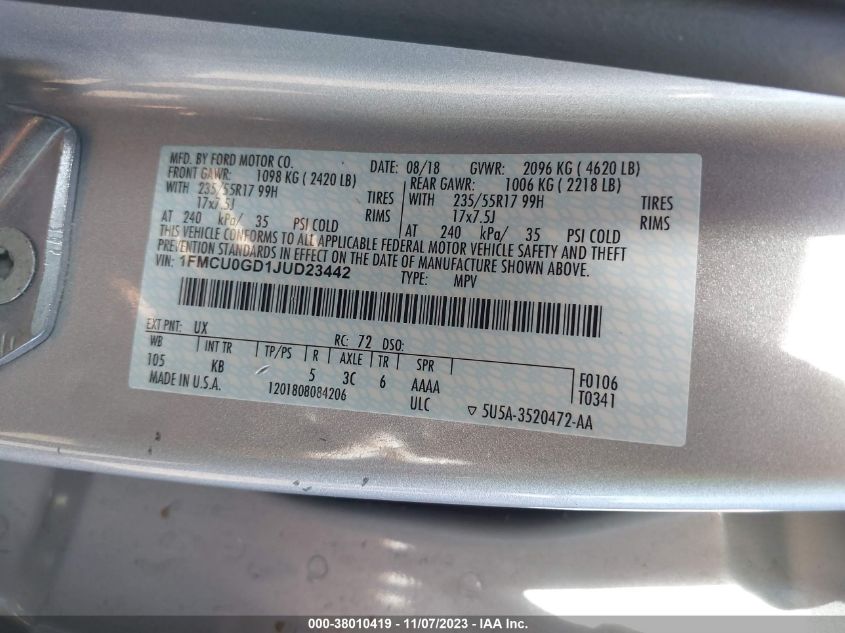 MFD. BY FORD MOTOR CO. DATE: 08/18 GVWR: 2096 KG ( 4620 LB)
FRONT GAWR: 1098 KG ( 2420 LB) REAR GAWR: 1006 KG ( 2218 LB)
WITH 235/55R17 99H TIRES WITH 235/55R17 99H TIRES
17x7.5J RIMS 17x7.5J RIMS
AT 240 kPa/ 35 PSI COLD AT 240 kPa/ 35 PSI COLD
THIS VEHICLE CONFORMS TO ALL APPLICABLE FEDERAL MOTOR VEHICLE SAFETY AND THEFT
PREVENTION STANDARDS IN EFFECT ON THE DATE OF MANUFACTURE SHOWN ABOVE.
VIN: 1FMCU0GD1JUD23442 TYPE: MPV
EXT PNT: UX RC: 72 DSO:
WB INT TR TP/PS R AXLE TR SPR
105 KB 5 3C 6 AAAA F0106
MADE IN U.S.A. 1201808084206 ULC T0341
▽ 5U5A-3520472-AA
000-38010419 - 11/07/2023 - IAA Inc.